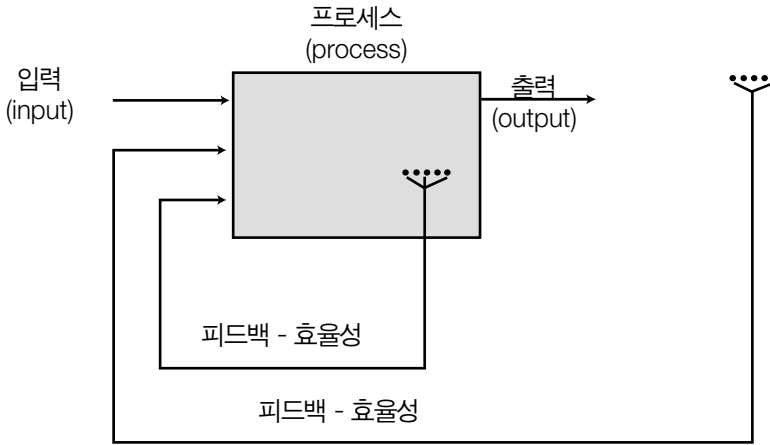 프로세스
(process)
입력
(input)
출력
(output)
피드백 - 효율성
피드백 - 효율성